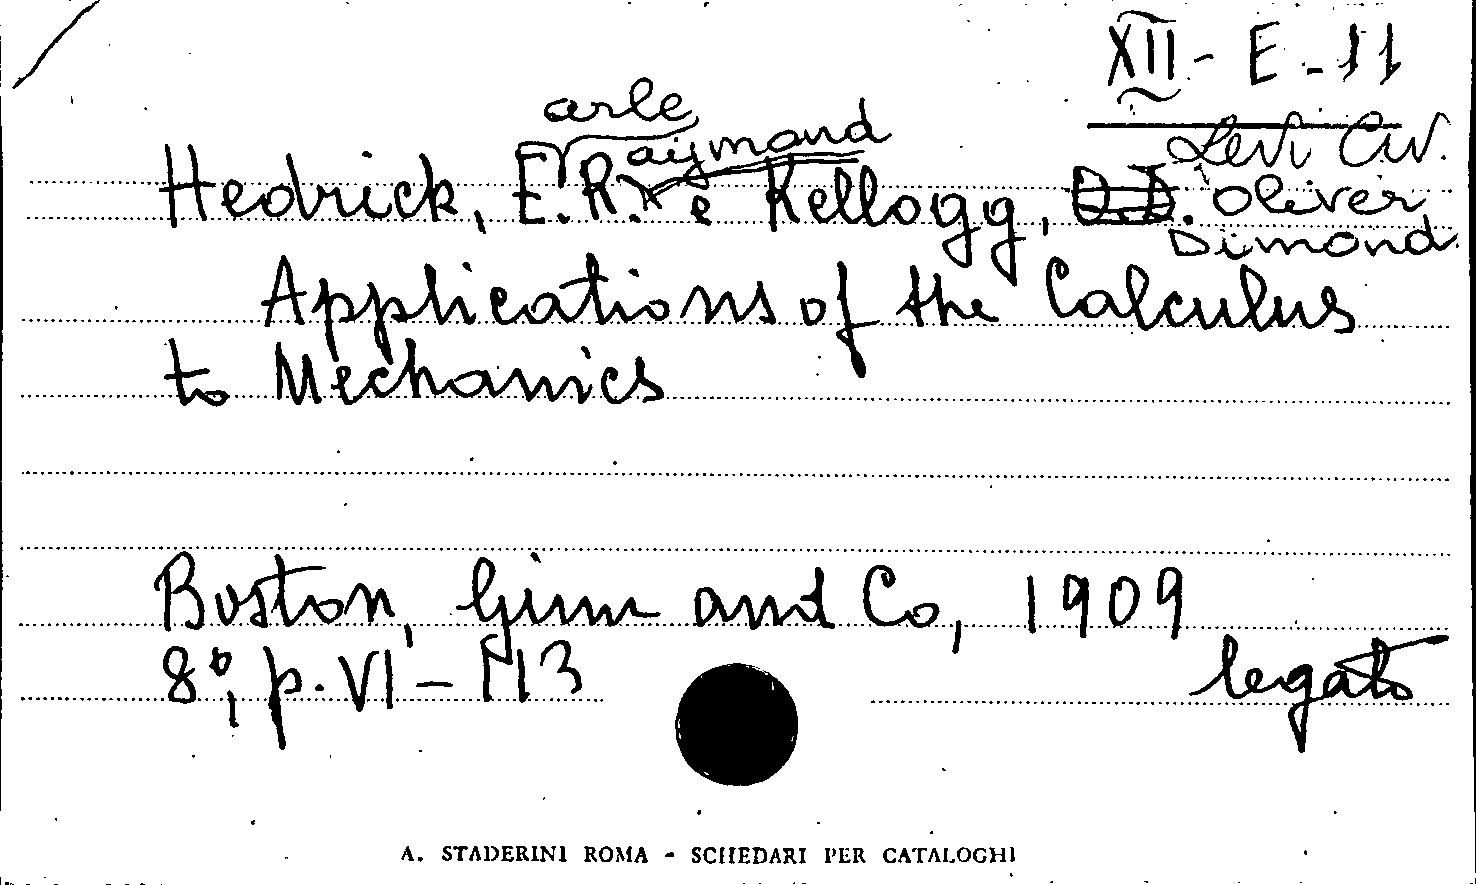 XII - E - 11
Levi Civ.
arle
aymond
Hedrick, E. R. e Kellogg, O. D. Oliver
Dimond
Applications of the Calculus
to Mechanics
Boston, Ginn and Co, 1909
8°, p. VI - 113
legato
A. STADERINI ROMA - SCHEDARI PER CATALOGHI